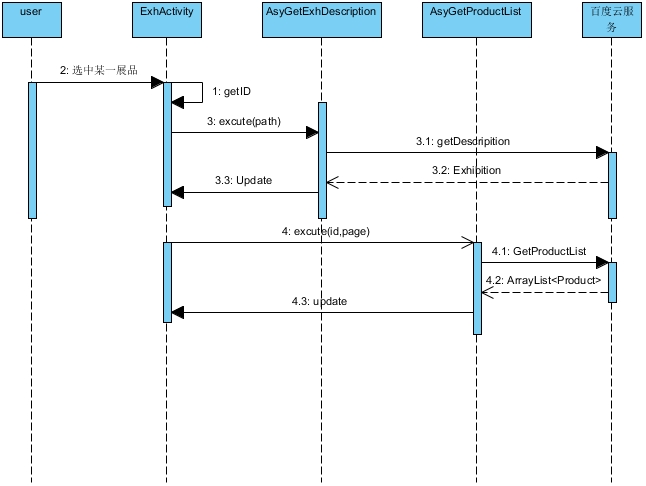 user
ExhActivity
AsyGetExhDescription
AsyGetProductList
百度云服
务
2: 选中某一展品
1: getID
3: excute(path)
3.1: getDesdripition
3.2: Exhibition
3.3: Update
4: excute(id,page)
4.1: GetProductList
4.2: ArrayList<Product>
4.3: update